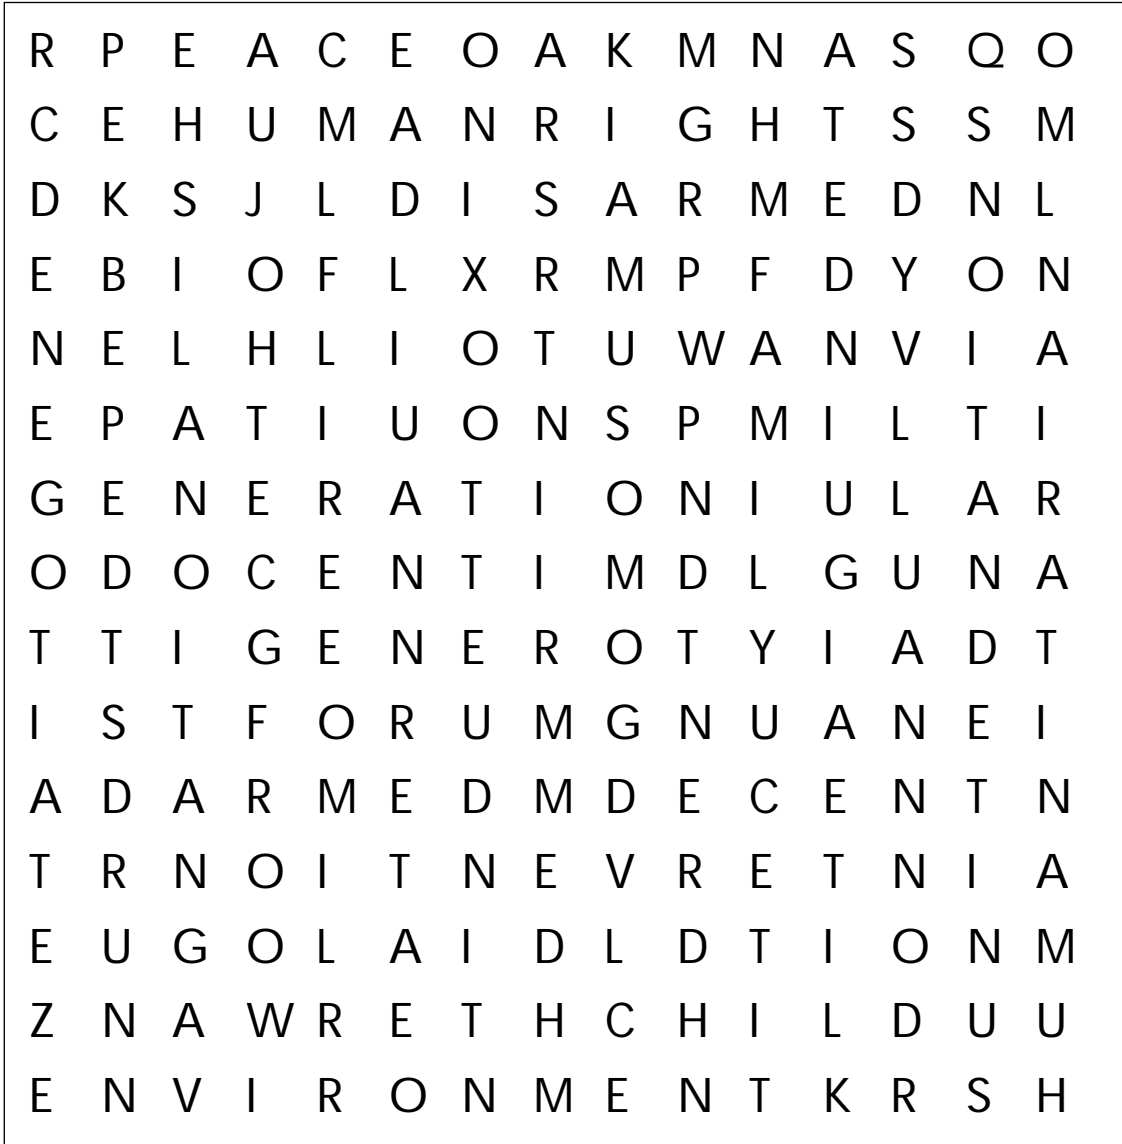 R P E A C E O A K M N A S Q O
C E H U M A N R I G H T S S M
D K S J L D I S A R M E D N L
E B I O F L X R M P F D Y O N
N E L H L I O T U W A N V I A
E P A T I U O N S P M I L T I
G E N E R A T I O N I U L A R
O D O C E N T I M D L G U N A
T T I G E N E R O T Y I A D T
I S T F O R U M G N U A N E I
A D A R M E D M D E C E N T N
T R N O I T N E V R E T N I A
E U G O L A I D L D T I O N M
Z N A W R E T H C H I L D U U
E N V I R O N M E N T K R S H